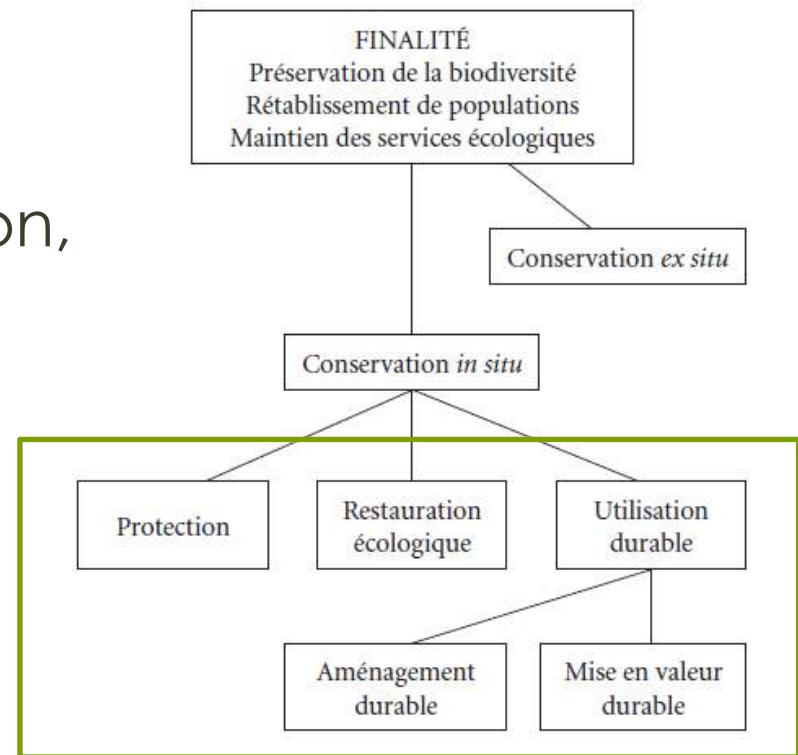 FINALITÉ
Préservation de la biodiversité
Rétablissement de populations
Maintien des services écologiques
on,
Conservation ex situ
Conservation in situ
Protection
Restauration
écologique
Utilisation
durable
Aménagement
durable
Mise en valeur
durable